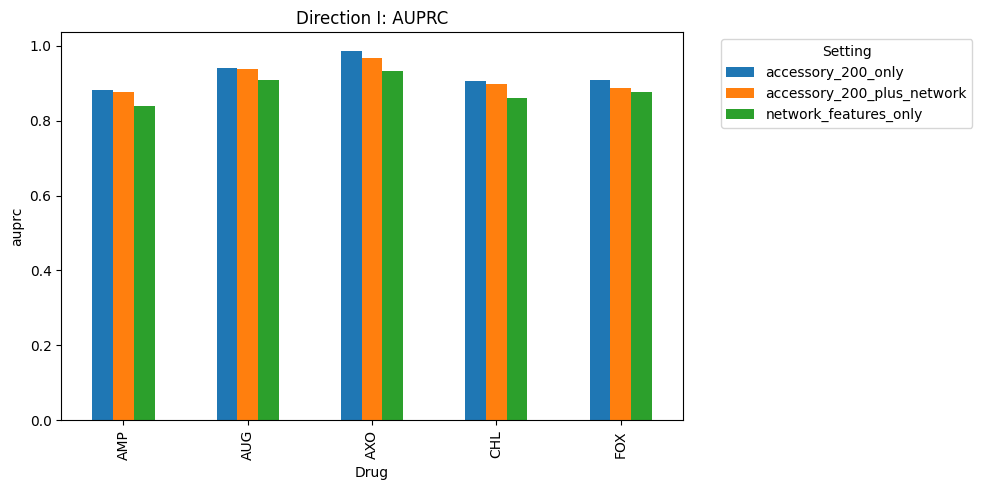 Direction I: AUPRC
Setting
accessory_200_only
accessory_200_plus_network
network_features_only
auprc
1.0
0.8
0.6
0.4
0.2
0.0
AMP
AUG
AXO
CHL
FOX
Drug